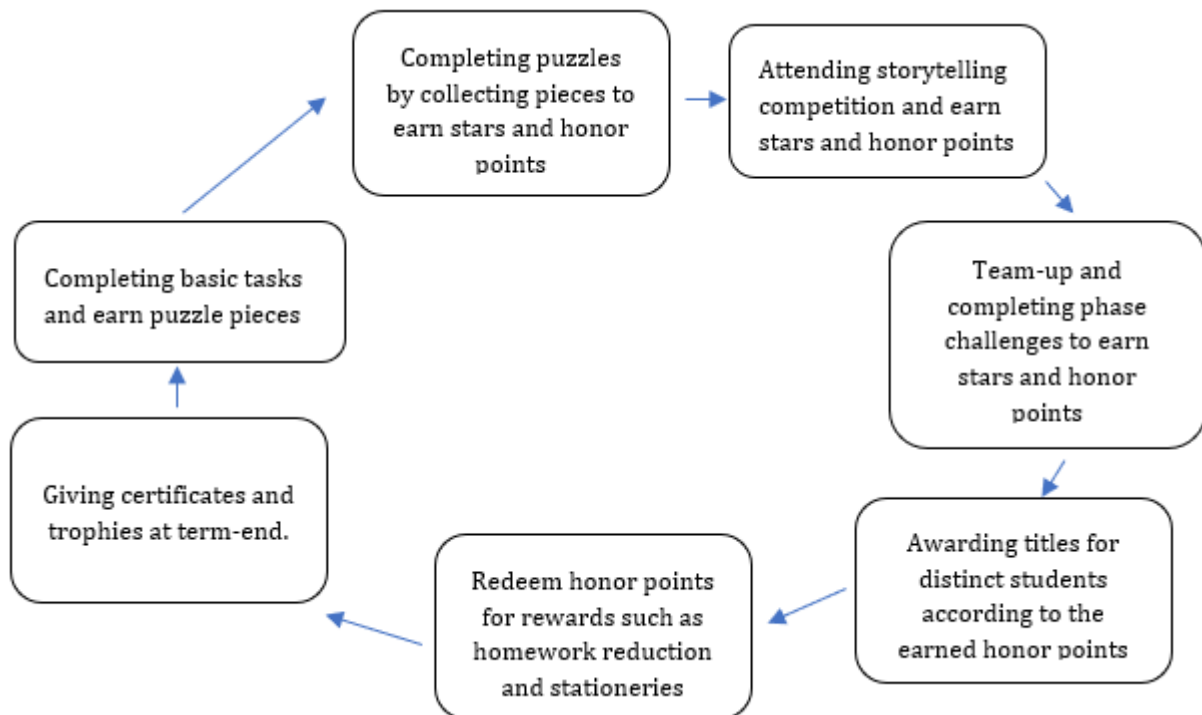 Completing puzzles
by collecting pieces to
earn stars and honor
points
Attending storytelling
competition and earn
stars and honor points
Team-up and
completing phase
challenges to earn
stars and honor
points
Awarding titles for
distinct students
according to the
earned honor points
Redeem honor points
for rewards such as
homework reduction
and stationeries
Giving certificates and
trophies at term-end.
Completing basic tasks
and earn puzzle pieces